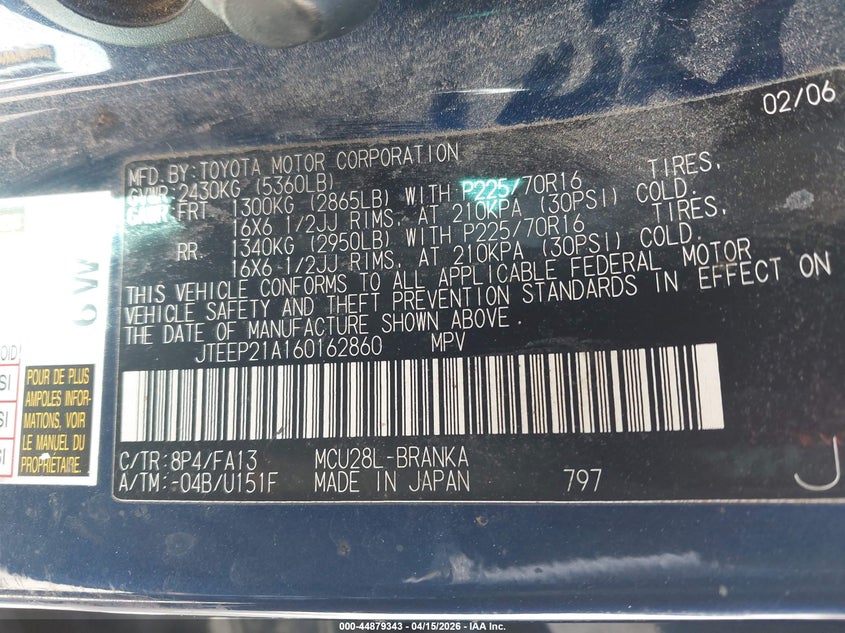 02/06
MFD.BY:TOYOTA MOTOR CORPORATION
GVWR 2430KG (5360LB)
GAWR FRT 1300KG (2865LB) WITH P225/70R16 TIRES,
16X6 1/2JJ RIMS, AT 210KPA (30PSI) COLD.
RR 1340KG (2950LB) WITH P225/70R16 TIRES,
16X6 1/2JJ RIMS, AT 210KPA (30PSI) COLD.
THIS VEHICLE CONFORMS TO ALL APPLICABLE FEDERAL MOTOR
VEHICLE SAFETY AND THEFT PREVENTION STANDARDS IN EFFECT ON
THE DATE OF MANUFACTURE SHOWN ABOVE.
JTEEP21A160162860 MPV
C/TR:8P4/FA13 MCU28L-BRANKA
A/TM:-04B/U151F MADE IN JAPAN 797
J
POUR DE PLUS
AMPLES INFOR-
MATIONS, VOIR
LE MANUEL DU
PROPRIÉTAIRE.
000-44879343 - 04/15/2026 - IAA Inc.